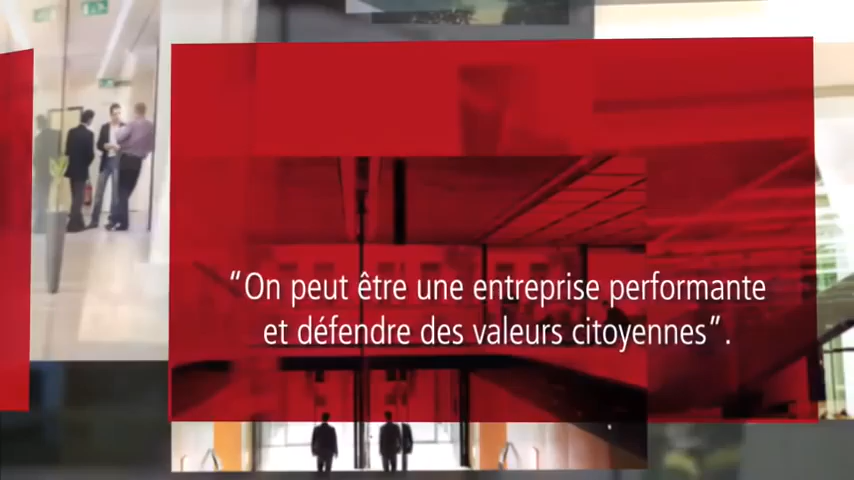 “On peut être une entreprise performante
et défendre des valeurs citoyennes”.